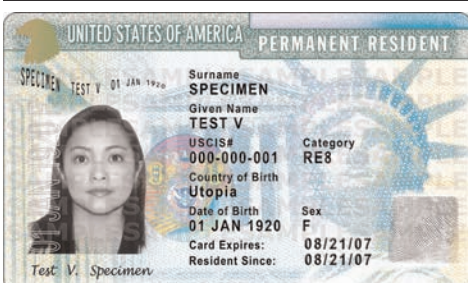 UNITED STATES OF AMERICA PERMANENT RESIDENT
SPECIMEN TEST V 01 JAN 1920
Surname
SPECIMEN
Given Name
TEST V
USCIS# Category
000-000-001 RE8
Country of Birth
Utopia
Date of Birth Sex
01 JAN 1920 F
Card Expires: 08/21/07
Resident Since: 08/21/07
Test V. Specimen